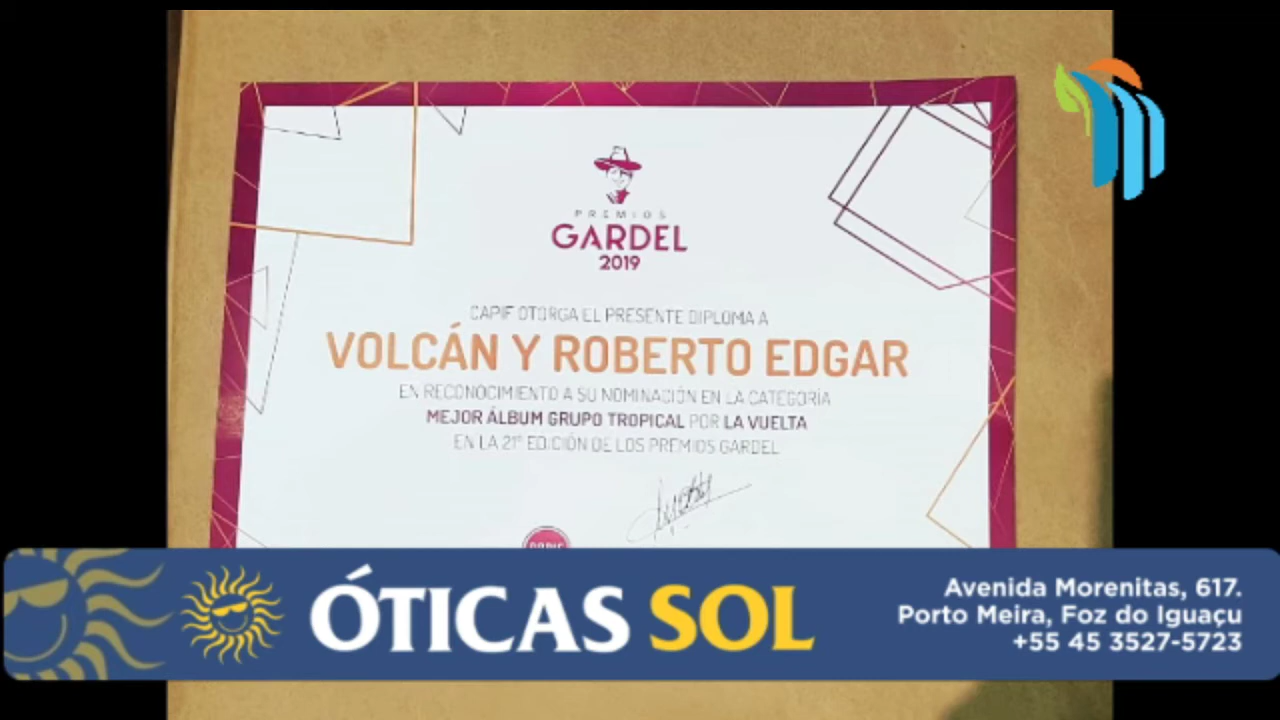 PREMIOS
GARDEL
2019
CAPIF OTORGA EL PRESENTE DIPLOMA A
VOLCÁN Y ROBERTO EDGAR
EN RECONOCIMIENTO A SU NOMINACIÓN EN LA CATEGORÍA
MEJOR ÁLBUM GRUPO TROPICAL POR LA VUELTA
EN LA 21° EDICIÓN DE LOS PREMIOS GARDEL
ÓTICAS SOL
Avenida Morenitas, 617.
Porto Meira, Foz do Iguaçu
+55 45 3527-5723